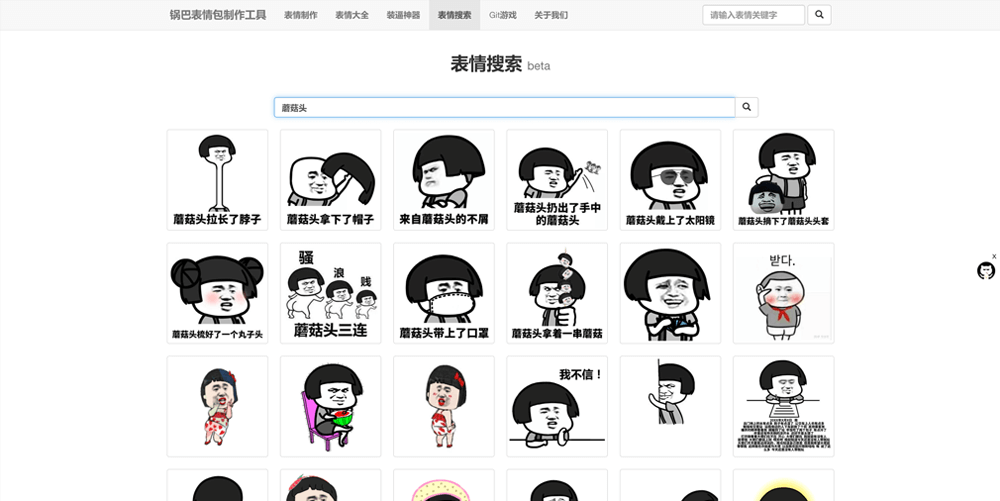 锅巴表情包制作工具
表情制作
表情大全
装逼神器
表情搜索
Git游戏
关于我们
请输入表情关键字
表情搜索 beta
蘑菇头
蘑菇头拉长了脖子
蘑菇头拿下了帽子
来自蘑菇头的不屑
蘑菇头扔出了手中
的蘑菇头
蘑菇头戴上了太阳镜
蘑菇头摘下了蘑菇头头套
x
蘑菇头梳好了一个丸子头
骚
浪
贱
蘑菇头三连
蘑菇头带上了口罩
蘑菇头拿着一串蘑菇
받다.
我不信！